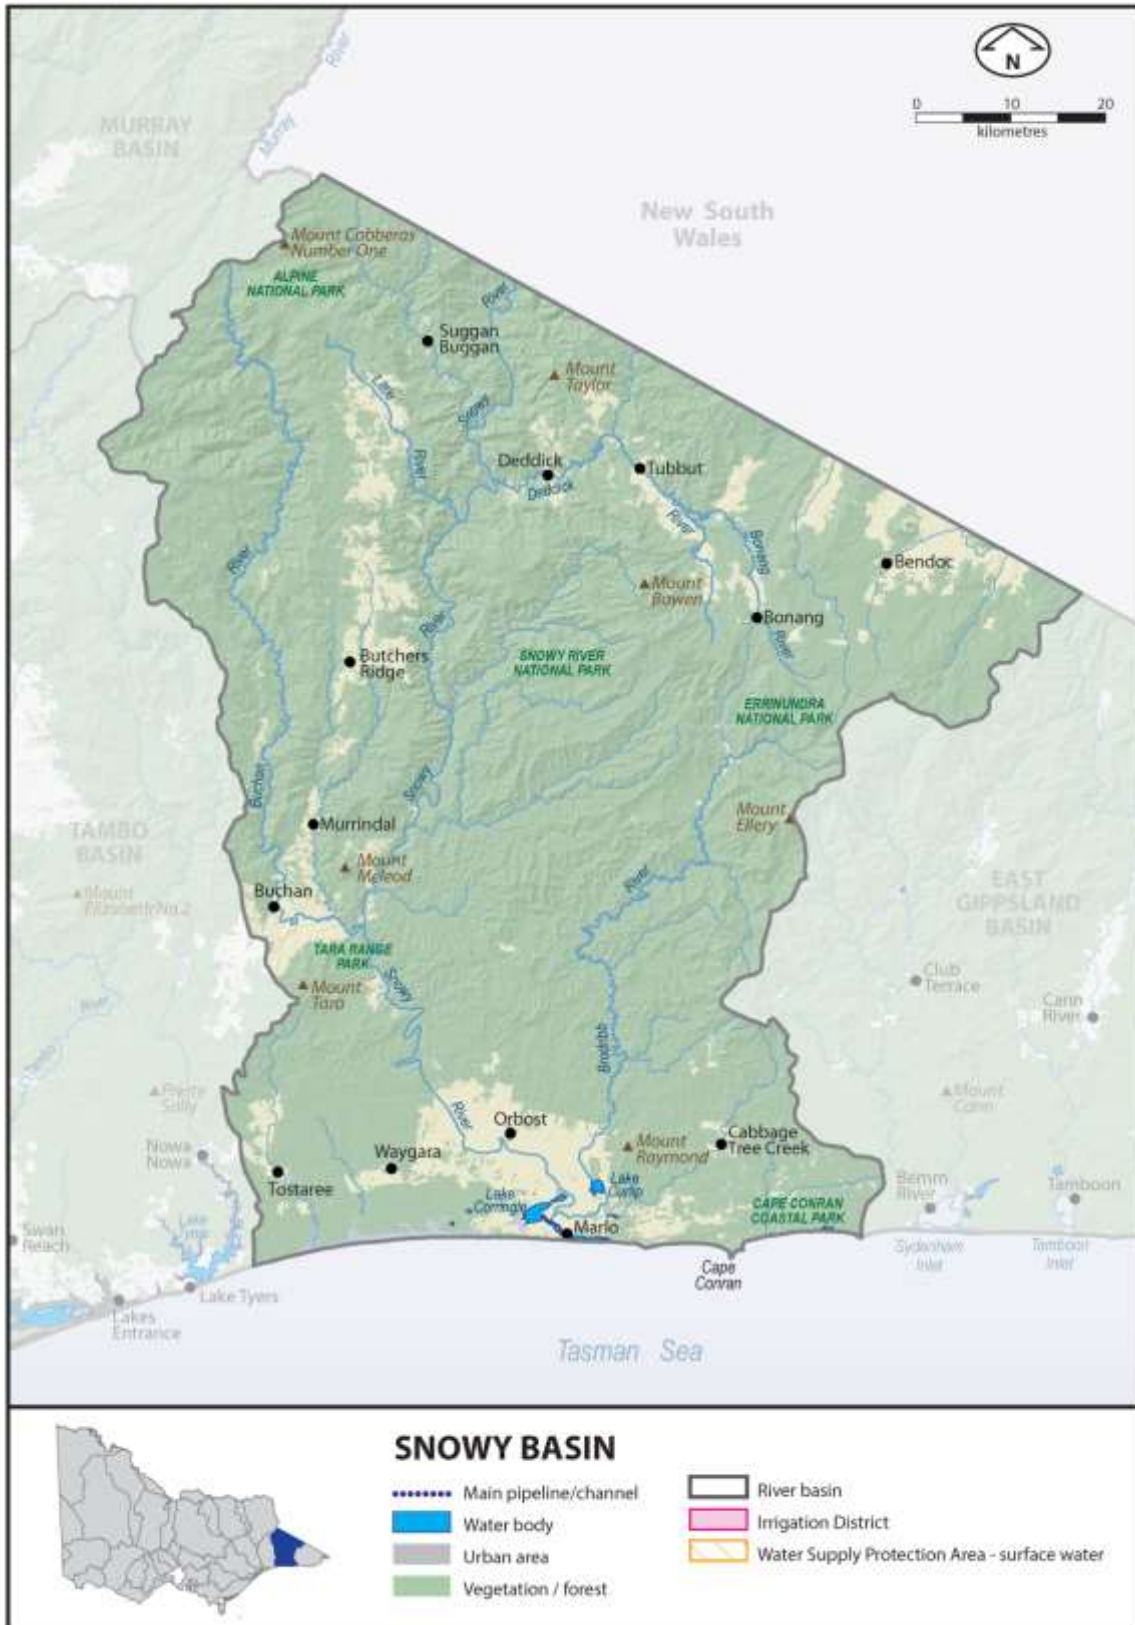 N
0 10 20
kilometres
River
Murray
MURRAY
BASIN
New South
Wales
Mount Cobberas
Number One
ALPINE
NATIONAL PARK
River
Suggan
Buggan
Mount
Taylor
Lake
River
Snowy
Deddick
Deddick
Tubbut
River
Bonang
River
Bendoc
River
Mount
Bowen
Bonang
River
Butchers
Ridge
SNOWY RIVER
NATIONAL PARK
ERRINUNDRA
NATIONAL PARK
Buchan
Snowy
Murrindal
Mount
Ellery
TAMBO
BASIN
Mount
Mcleod
River
EAST
GIPPSLAND
BASIN
Buchan
TARA RANGE
PARK
Mount
Tara
Snowy
Club
Terrace
Cann
River
River
Tambo
Brodribb
Mount
Cann
River
Orbost
Nowa
Nowa
Waygara
Mount
Raymond
Cabbage
Tree Creek
Tostaree
Lake
Corringle
Lake
Curlip
Bemm
River
Tamboon
CAPE CONRAN
COASTAL PARK
Swan
Reach
Marlo
Sydenham
Inlet
Tamboon
Inlet
Cape
Conran
Lake Tyers
Lakes
Entrance
Tasman Sea
SNOWY BASIN
Main pipeline/channel
Water body
Urban area
Vegetation / forest
River basin
Irrigation District
Water Supply Protection Area - surface water